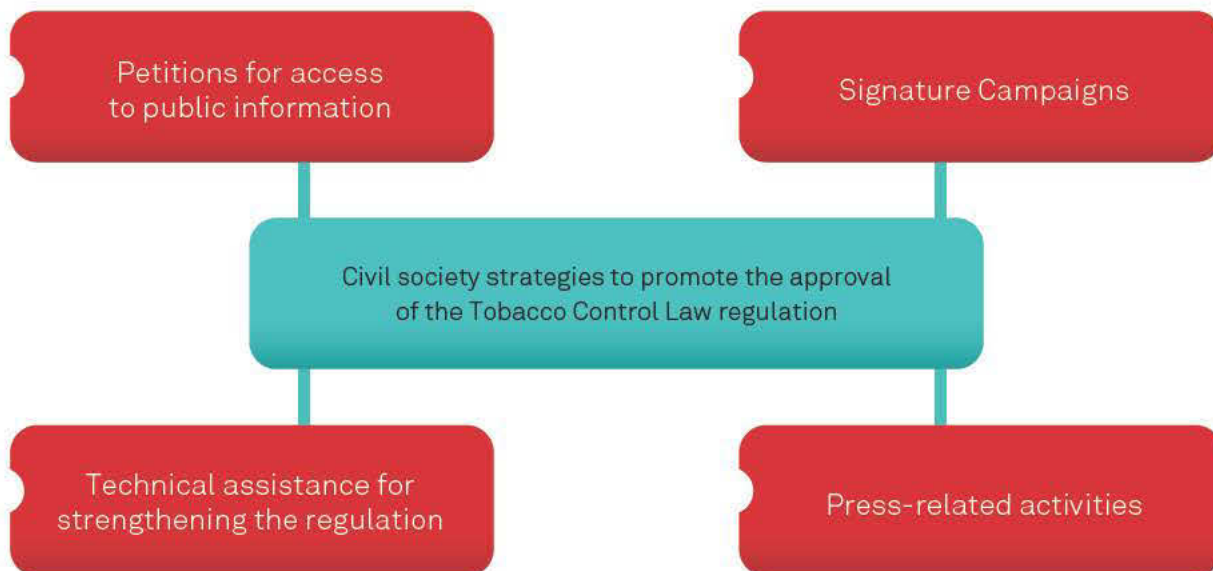 Petitions for access
to public information
Signature Campaigns
Civil society strategies to promote the approval
of the Tobacco Control Law regulation
Technical assistance for
strengthening the regulation
Press-related activities